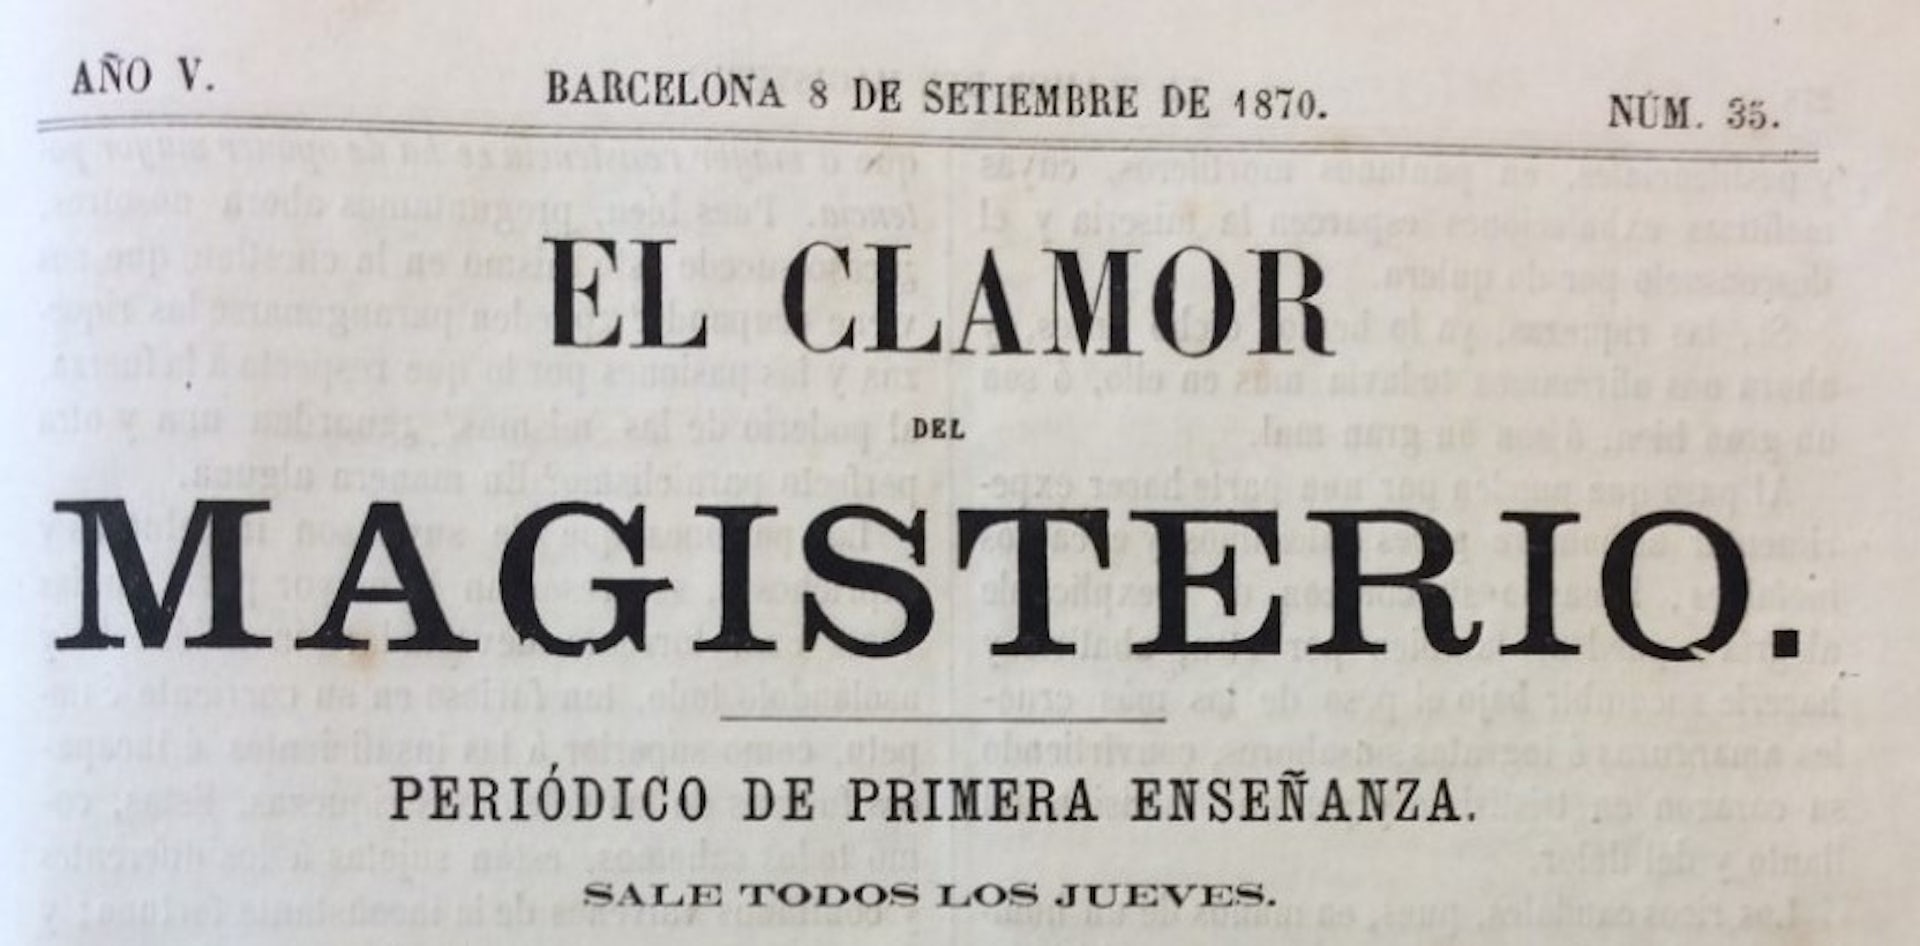 AÑO V. BARCELONA 8 DE SETIEMBRE DE 1870. NÚM. 35.
EL CLAMOR
DEL
MAGISTERIO.
PERIÓDICO DE PRIMERA ENSEÑANZA.
SALE TODOS LOS JUEVES.